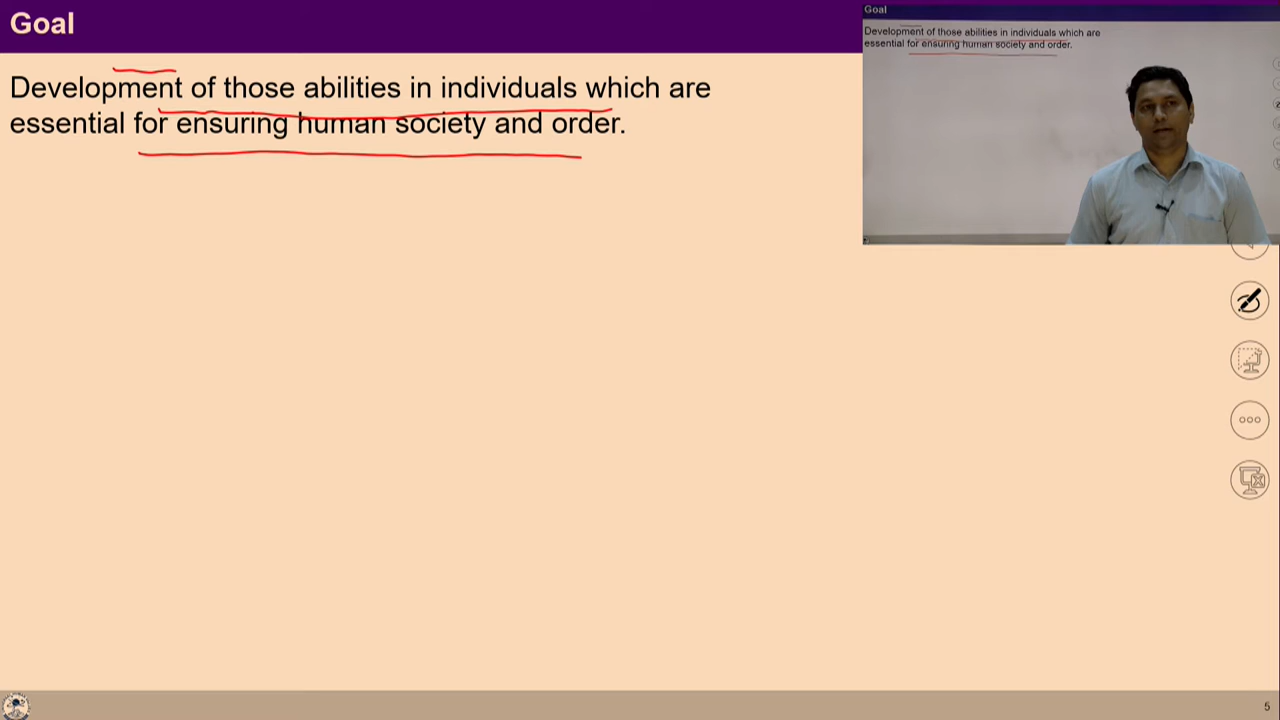 Goal
Development of those abilities in individuals which are
essential for ensuring human society and order.
Goal
Development of those abilities in individuals which are
essential for ensuring human society and order.
5